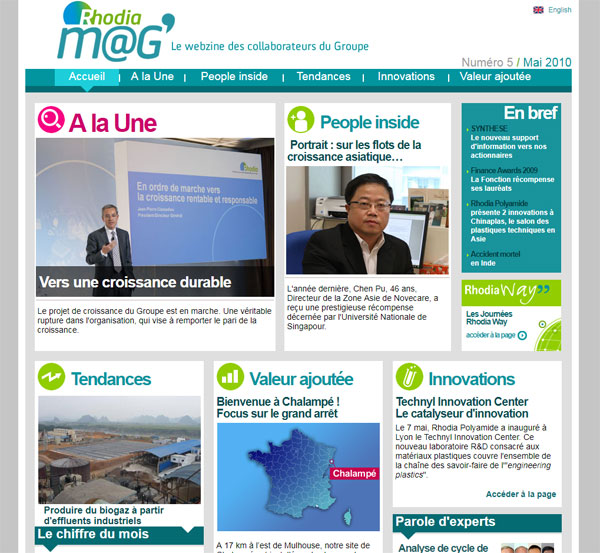 Rhodia
m@G'
Le webzine des collaborateurs du Groupe
English
Numéro 5 / Mai 2010
Accueil
A la Une
People inside
Tendances
Innovations
Valeur ajoutée
A la Une
Rhodia
En ordre de marche vers
la croissance rentable et responsable
Jean-Pierre Clamadieu
Président-Directeur Général
Vers une croissance durable
Le projet de croissance du Groupe est en marche. Une véritable
rupture dans l'organisation, qui vise à remporter le pari de la
croissance.
People inside
Portrait : sur les flots de la
croissance asiatique…
L'année dernière, Chen Pu, 46 ans,
Directeur de la Zone Asie de Novecare, a
reçu une prestigieuse récompense
décernée par l'Université Nationale de
Singapour.
En bref
SYNTHESE
Le nouveau support
d'information vers nos
actionnaires
Finance Awards 2009
La Fonction récompense
ses lauréats
Rhodia Polyamide
présente 2 innovations à
Chinaplas, le salon des
plastiques techniques en
Asie
Accident mortel
en Inde
Rhodia Way
Les Journées
Rhodia Way
accéder à la page
Tendances
Produire du biogaz à partir
d'effluents industriels
Le chiffre du mois
Valeur ajoutée
Bienvenue à Chalampé !
Focus sur le grand arrêt
Chalampé
A 17 km à l'est de Mulhouse, notre site de
Innovations
Technyl Innovation Center
Le catalyseur d'innovation
Le 7 mai, Rhodia Polyamide a inauguré à
Lyon le Technyl Innovation Center. Ce
nouveau laboratoire R&D consacré aux
matériaux plastiques couvre l'ensemble de
la chaîne des savoir-faire de l'"engineering
plastics".
Accéder à la page
Parole d'experts
Analyse de cycle de